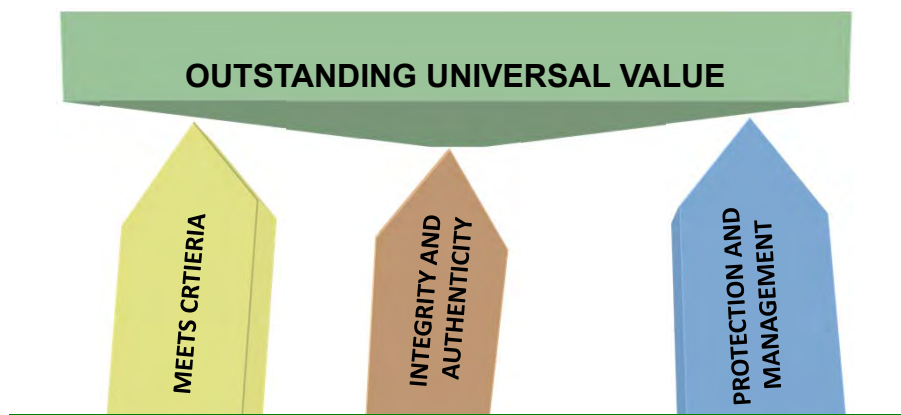 OUTSTANDING UNIVERSAL VALUE
MEETS CRTIERIA
INTEGRITY AND
AUTHENTICITY
PROTECTION AND
MANAGEMENT